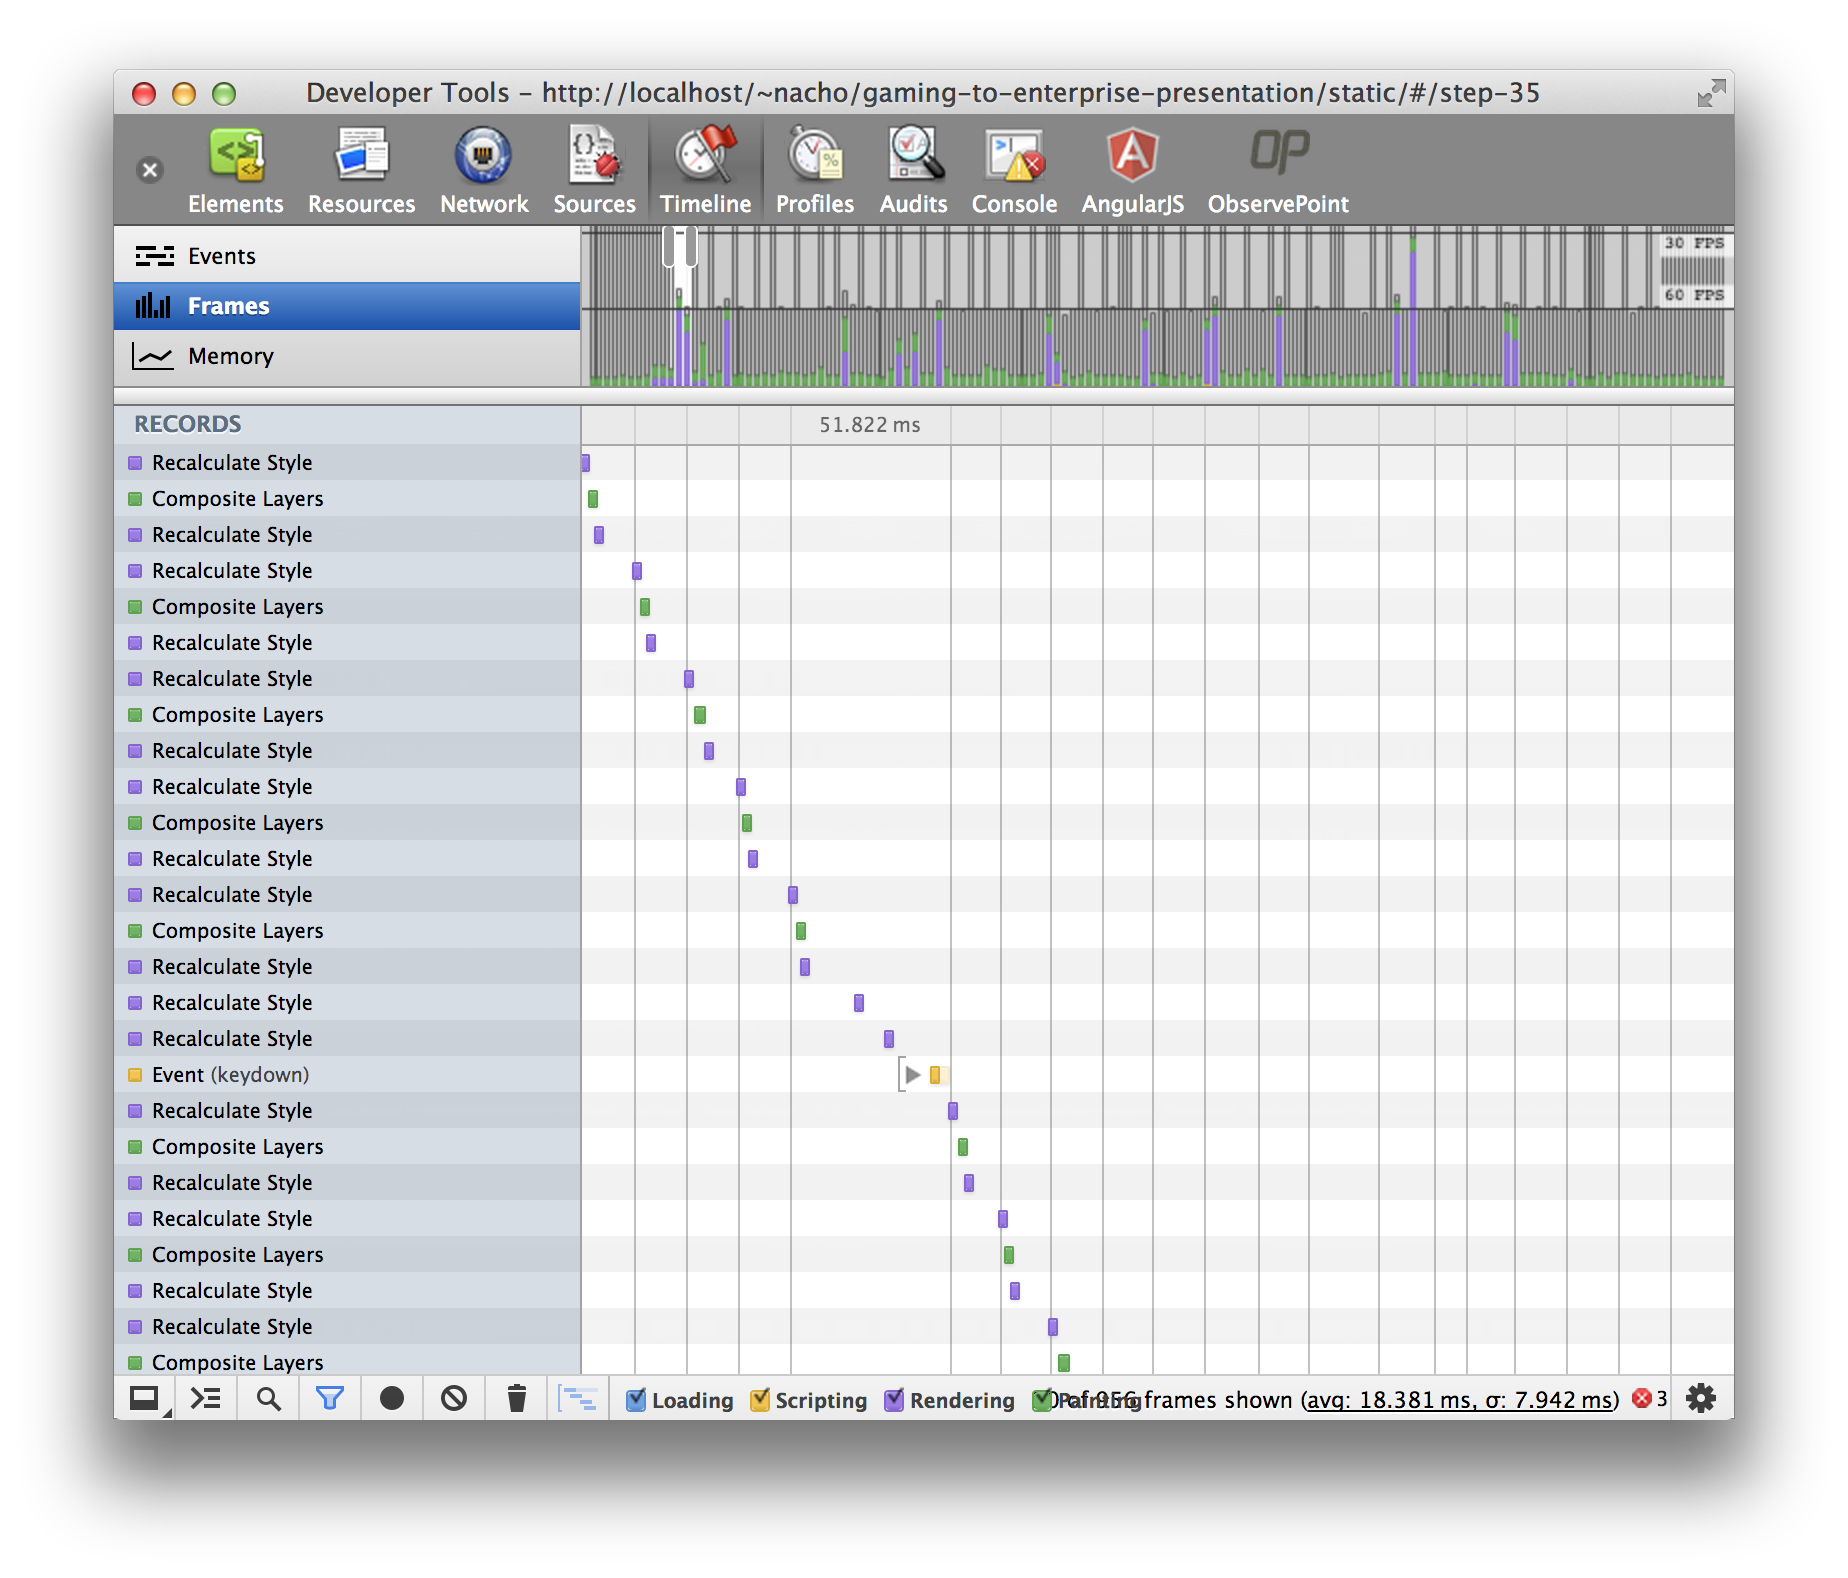 Developer Tools - http://localhost/~nacho/gaming-to-enterprise-presentation/static/#/step-35
Elements Resources Network Sources Timeline Profiles Audits Console AngularJS ObservePoint
Events
Frames
Memory
30 FPS
60 FPS
RECORDS
51.822 ms
Recalculate Style
Composite Layers
Recalculate Style
Recalculate Style
Composite Layers
Recalculate Style
Recalculate Style
Composite Layers
Recalculate Style
Recalculate Style
Composite Layers
Recalculate Style
Recalculate Style
Composite Layers
Recalculate Style
Recalculate Style
Recalculate Style
Event (keydown)
Recalculate Style
Composite Layers
Recalculate Style
Recalculate Style
Composite Layers
Recalculate Style
Recalculate Style
Composite Layers
Loading Scripting Rendering Painting of 956 frames shown (avg: 18.381 ms, σ: 7.942 ms) 3